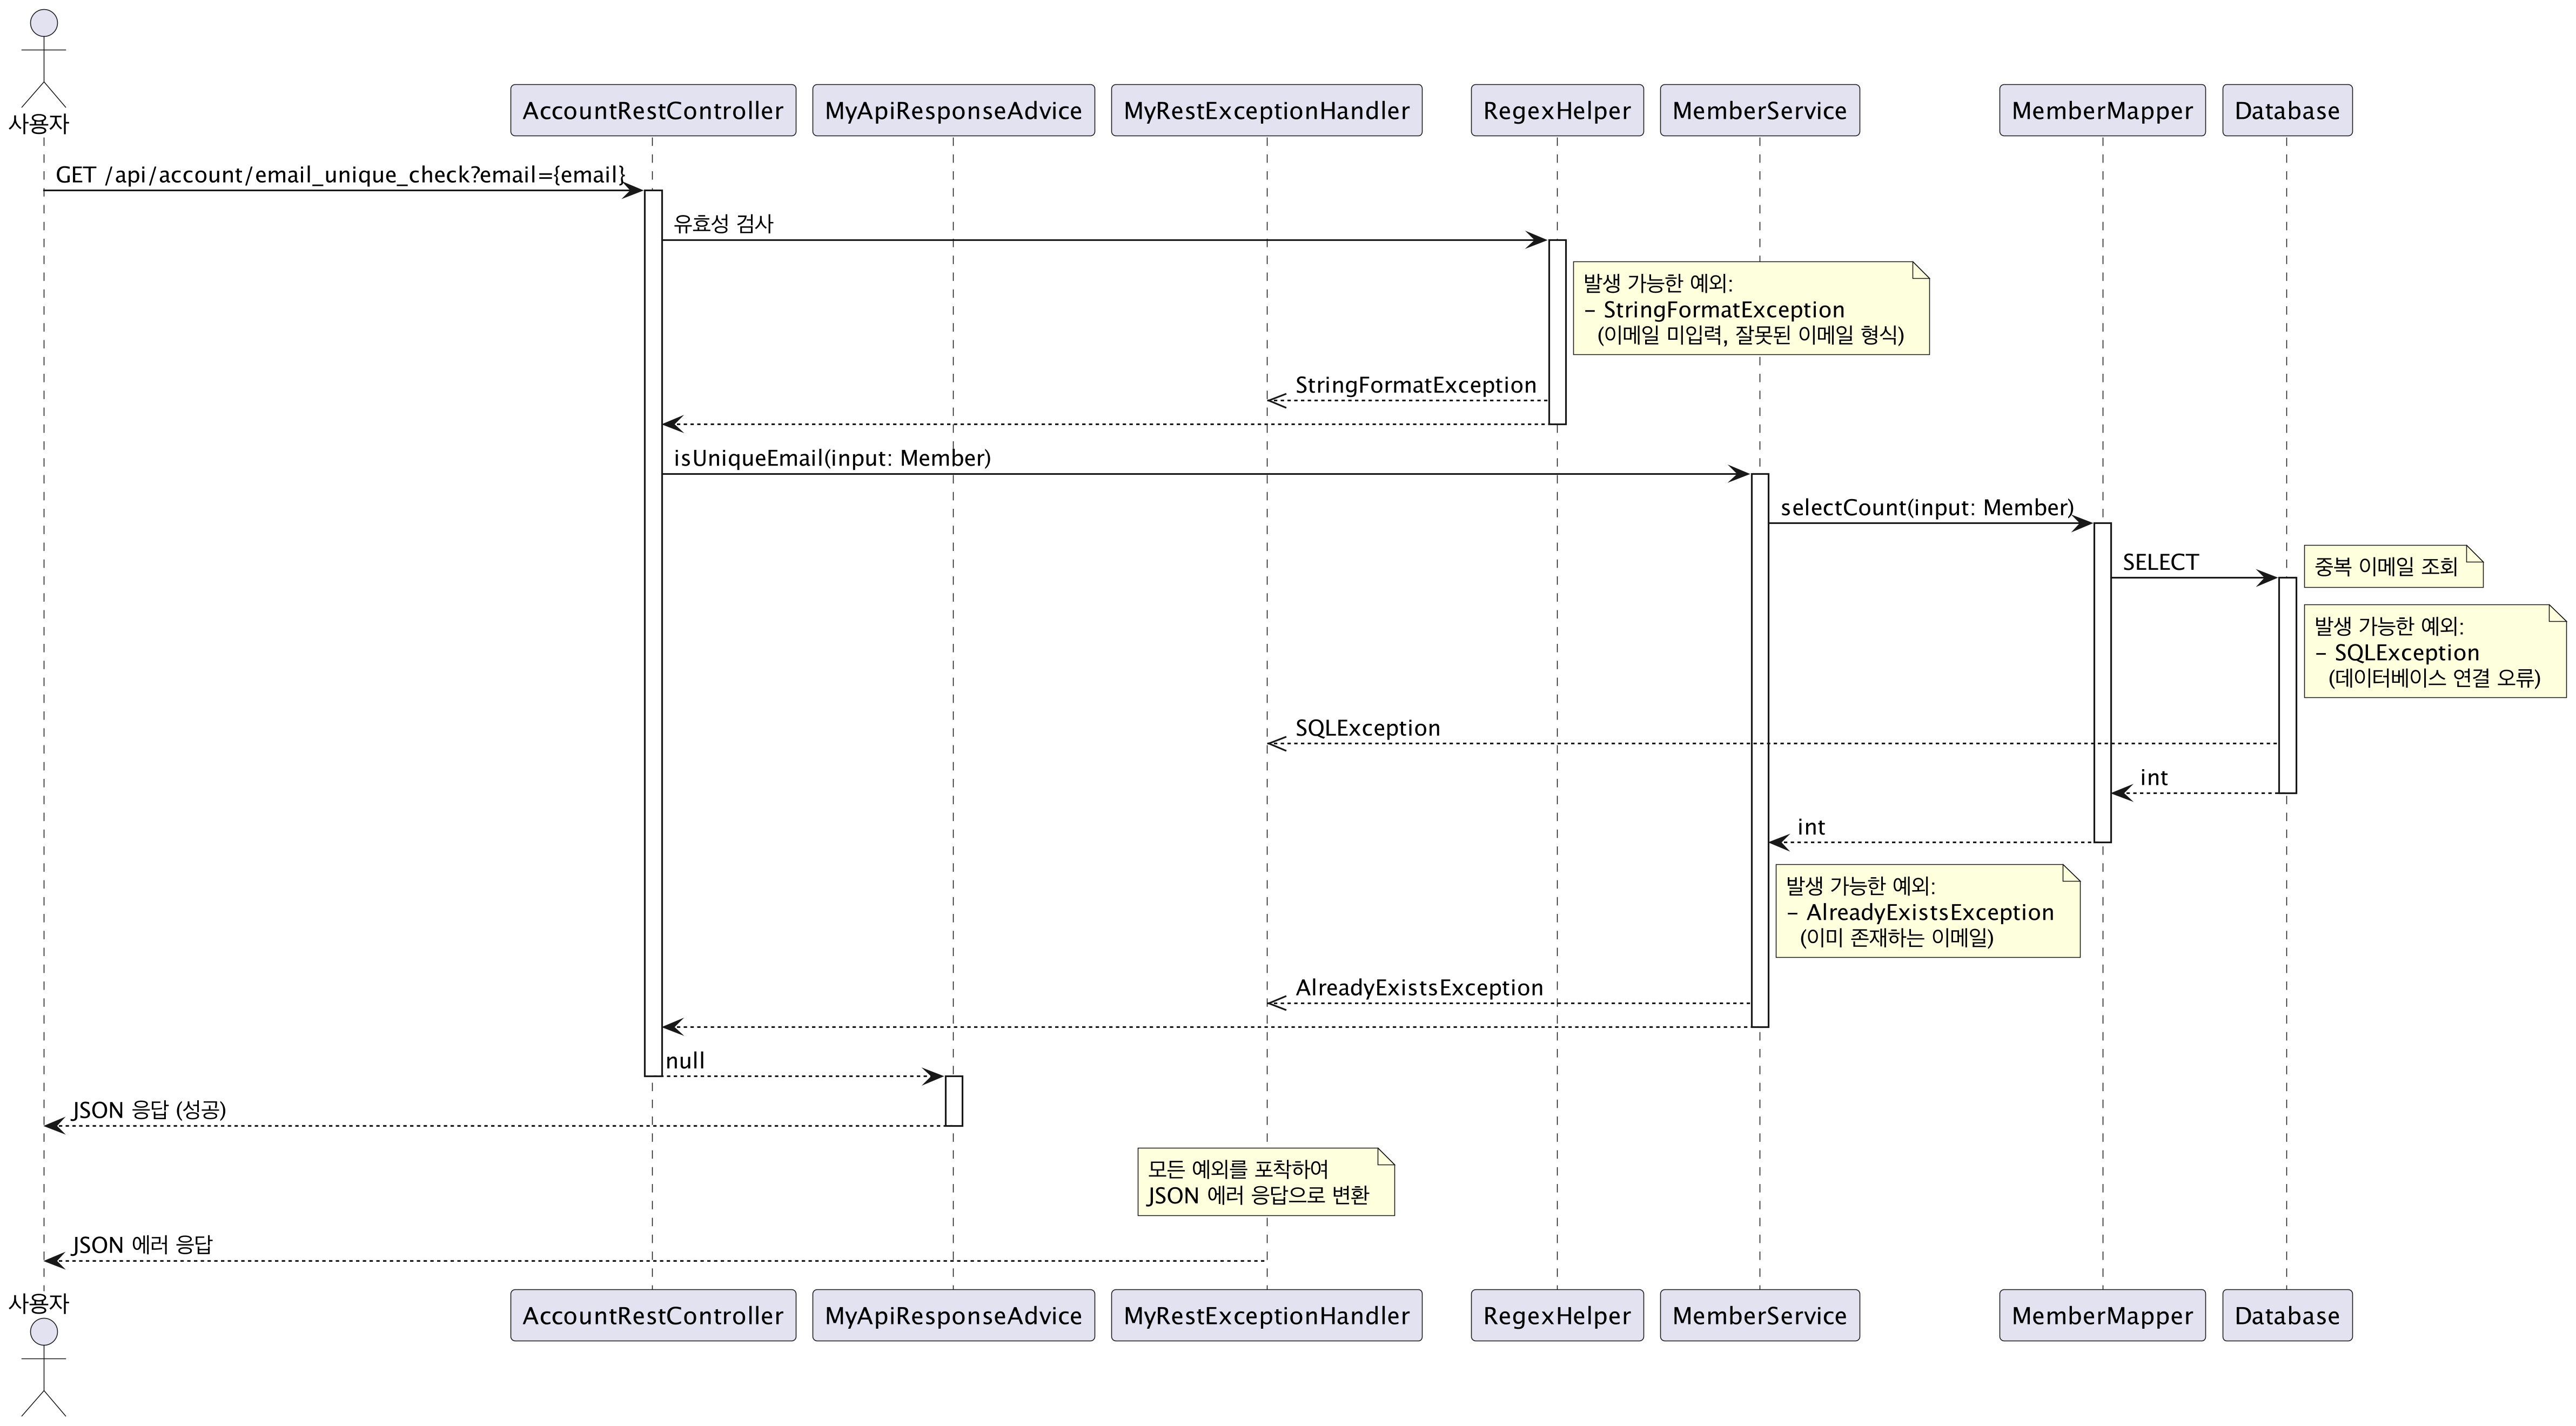 사용자
AccountRestController
MyApiResponseAdvice
MyRestExceptionHandler
RegexHelper
MemberService
MemberMapper
Database
GET /api/account/email_unique_check?email={email}
유효성 검사
발생 가능한 예외:
- StringFormatException
(이메일 미입력, 잘못된 이메일 형식)
StringFormatException
isUniqueEmail(input: Member)
selectCount(input: Member)
SELECT
중복 이메일 조회
발생 가능한 예외:
- SQLException
(데이터베이스 연결 오류)
SQLException
int
int
발생 가능한 예외:
- AlreadyExistsException
(이미 존재하는 이메일)
AlreadyExistsException
null
JSON 응답 (성공)
모든 예외를 포착하여
JSON 에러 응답으로 변환
JSON 에러 응답
사용자
AccountRestController
MyApiResponseAdvice
MyRestExceptionHandler
RegexHelper
MemberService
MemberMapper
Database